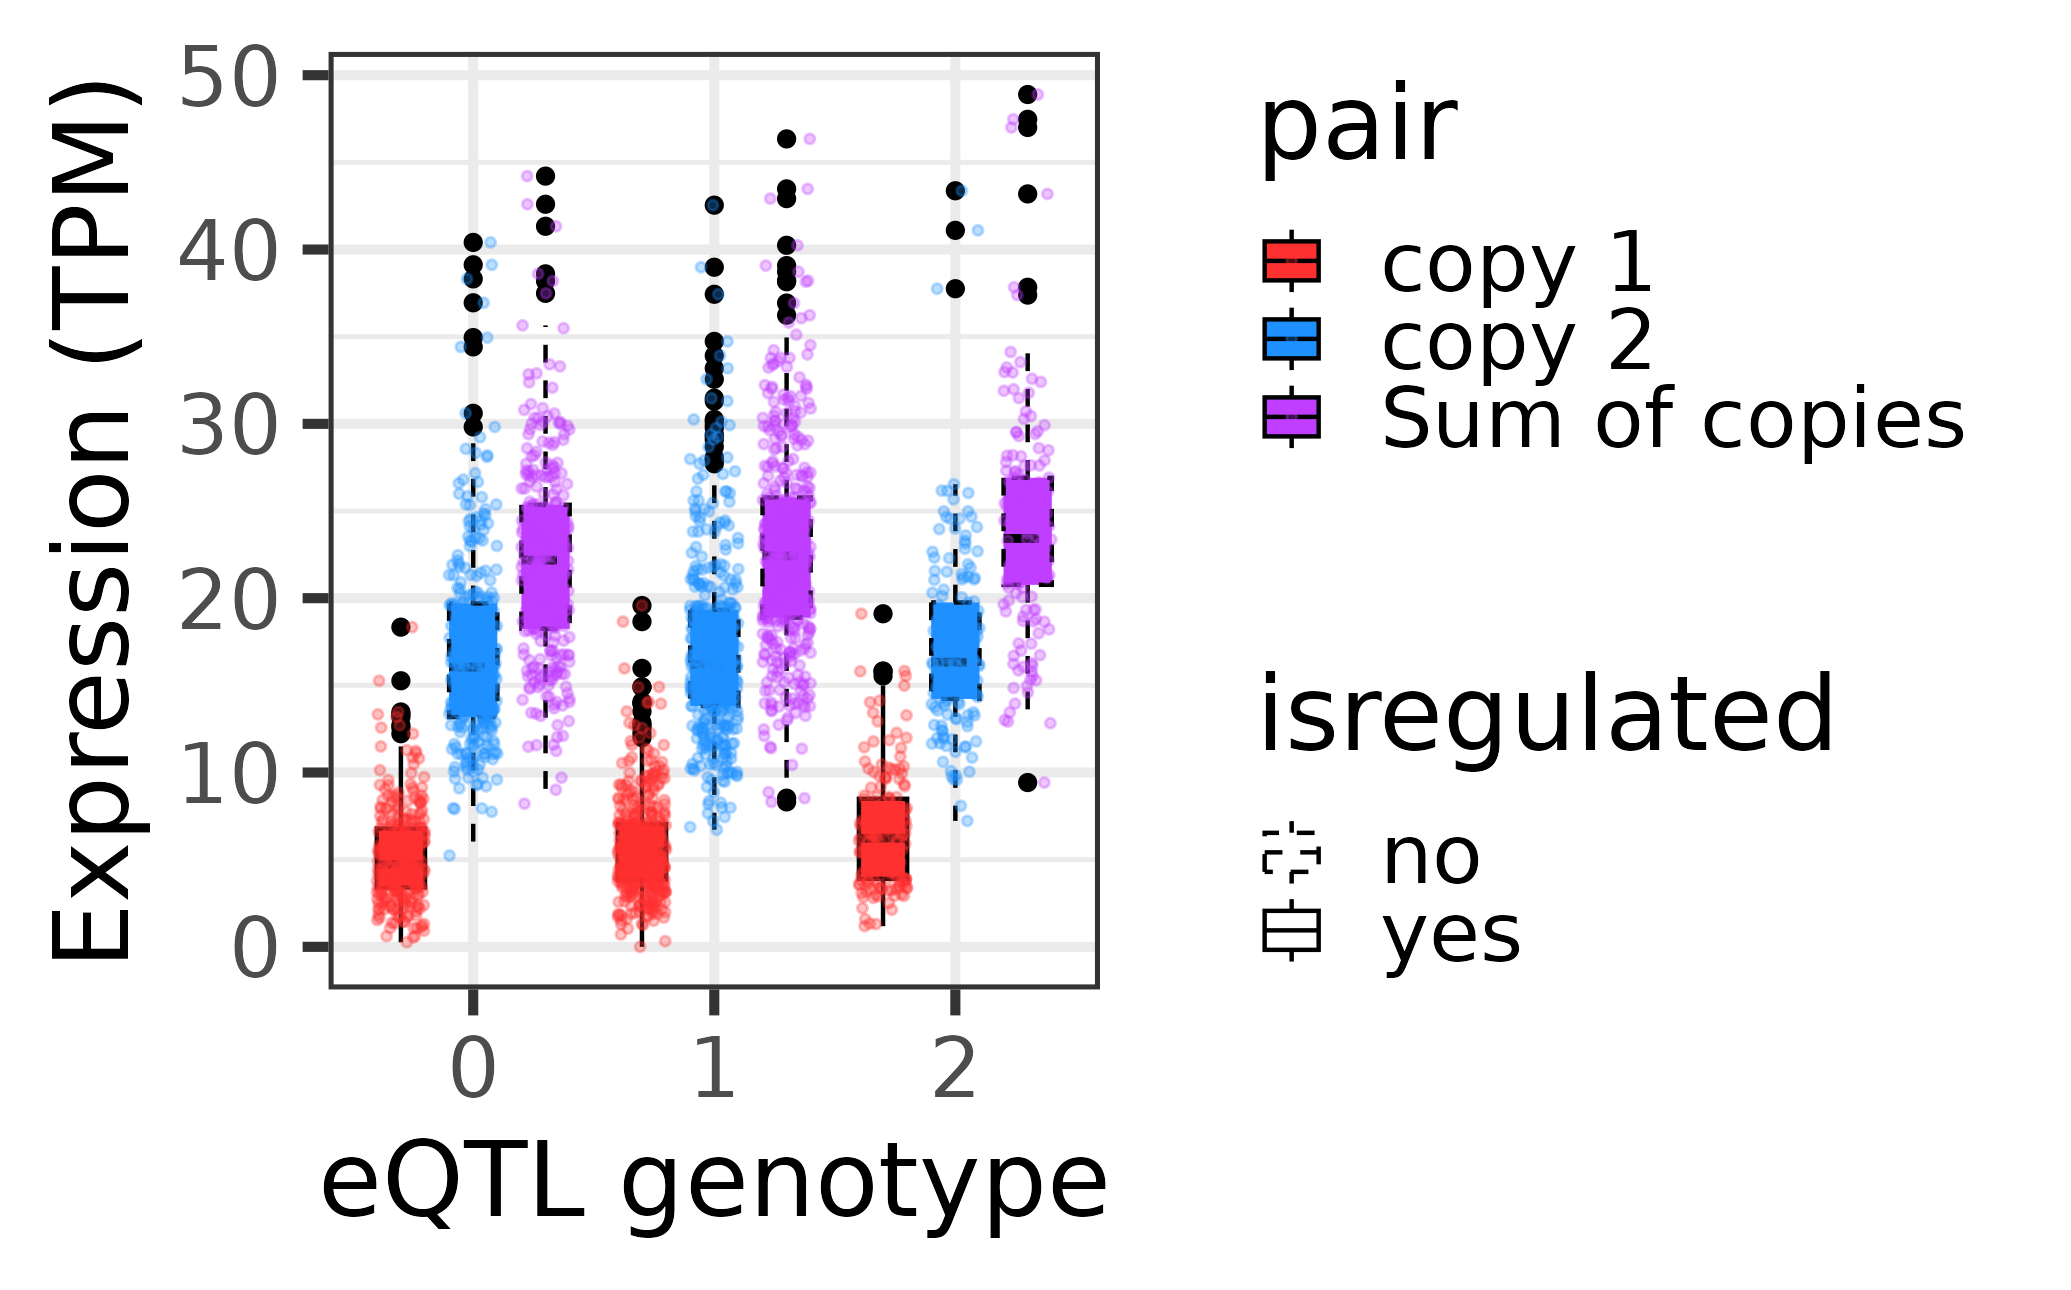 Expression (TPM)
50
40
30
20
10
0
0 1 2
eQTL genotype
pair
copy 1
copy 2
Sum of copies
isregulated
no
yes